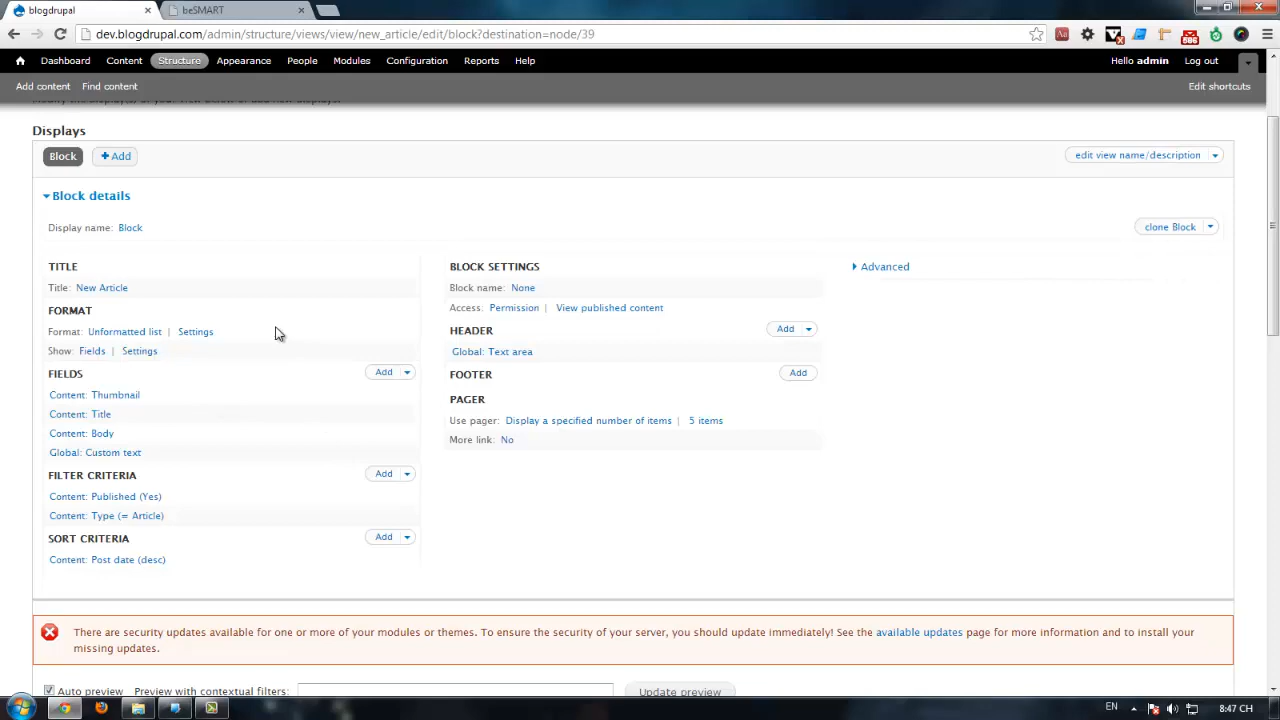 blogdrupal
beSMART
dev.blogdrupal.com/admin/structure/views/view/new_article/edit/block?destination=node/39
586
Dashboard Content Structure Appearance People Modules Configuration Reports Help Hello admin Log out
Add content Find content Edit shortcuts
Displays
Block + Add edit view name/description
Block details
Display name: Block clone Block
TITLE
Title: New Article
FORMAT
Format: Unformatted list | Settings
Show: Fields | Settings
FIELDS Add
Content: Thumbnail
Content: Title
Content: Body
Global: Custom text
FILTER CRITERIA Add
Content: Published (Yes)
Content: Type (= Article)
SORT CRITERIA Add
Content: Post date (desc)
BLOCK SETTINGS
Block name: None
Access: Permission | View published content
HEADER Add
Global: Text area
FOOTER Add
PAGER
Use pager: Display a specified number of items | 5 items
More link: No
Advanced
There are security updates available for one or more of your modules or themes. To ensure the security of your server, you should update immediately! See the available updates page for more information and to install your
missing updates.
Auto preview Preview with contextual filters: Update preview
EN 8:47 CH